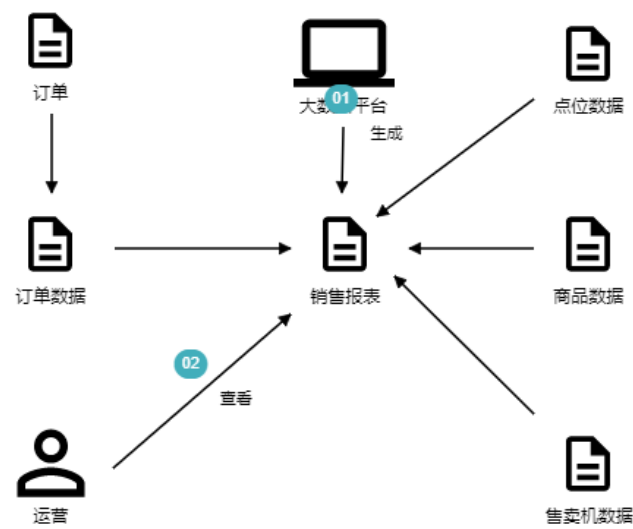 订单
01
大数 平台
点位数据
生成
订单数据
销售报表
商品数据
02
查看
运营
售卖机数据